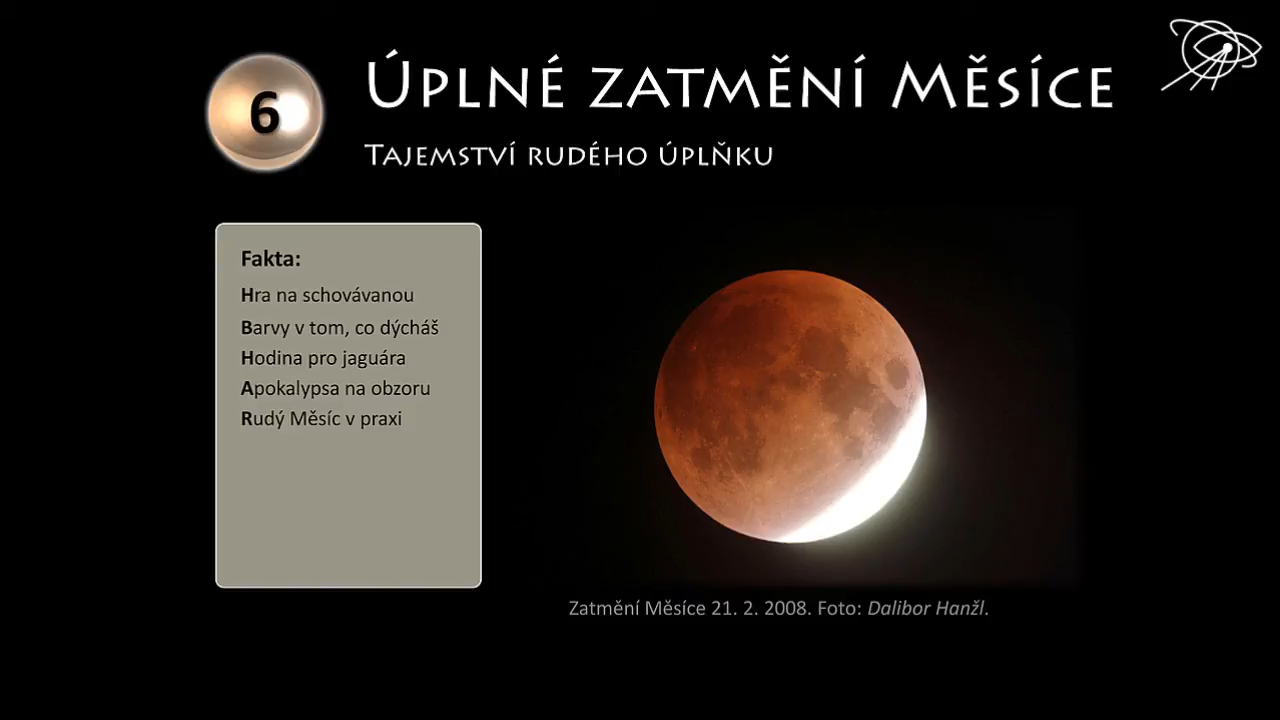 6
Úplné zatmění Měsíce
Tajemství rudého úplňku
Fakta:
Hra na schovávanou
Barvy v tom, co dýcháš
Hodina pro jaguára
Apokalypsa na obzoru
Rudý Měsíc v praxi
Zatmění Měsíce 21. 2. 2008. Foto: Dalibor Hanžl.